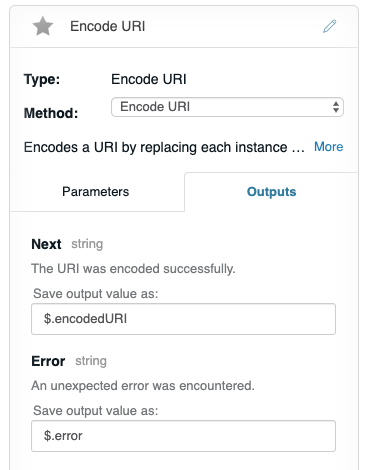 Encode URI
Type: Encode URI
Method: Encode URI
Encodes a URI by replacing each instance ... More
Parameters Outputs
Next string
The URI was encoded successfully.
Save output value as:
$.encodedURI
Error string
An unexpected error was encountered.
Save output value as:
$.error